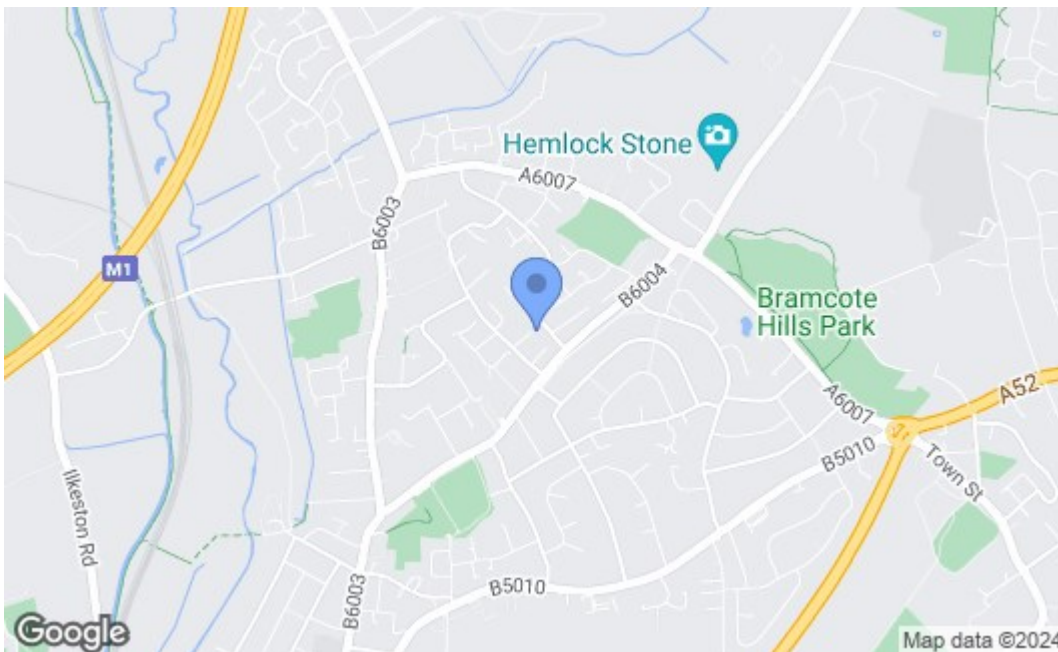 Hemlock Stone
A6007
B6003
M1
B6004
Bramcote
Hills Park
A52
A6007
B5010
Town St
Ilkeston Rd
B5010
B6003
Google
Map data ©2024